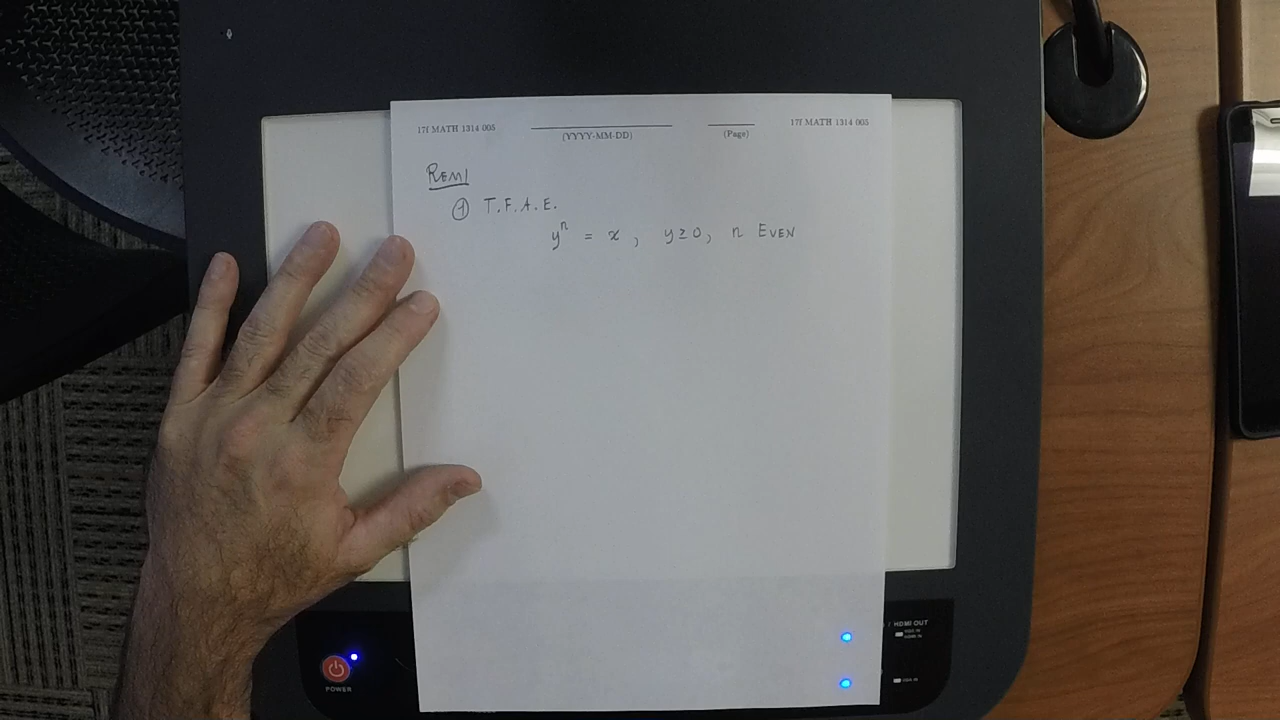 17f MATH 1314 005
(YYYY-MM-DD)
(Page)
17f MATH 1314 005
REM!
① T.F.A.E.
yⁿ = x , y ≥ 0, n EVEN
/ HDMI OUT
POWER